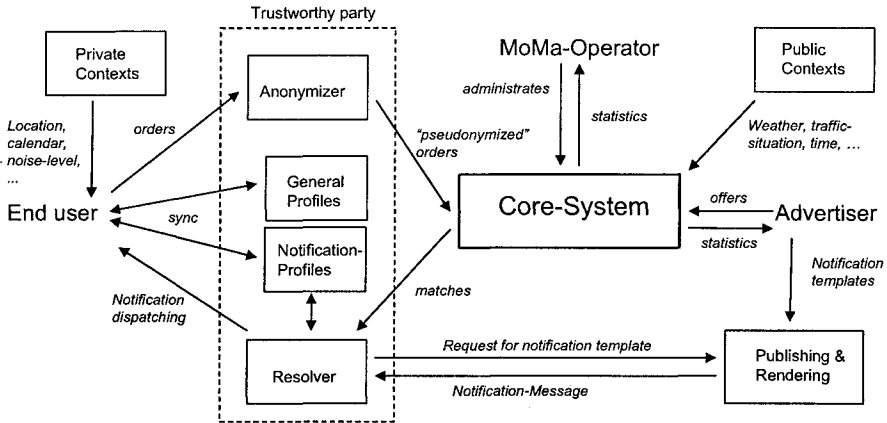 Trustworthy party
Private
Contexts
Anonymizer
MoMa-Operator
Public
Contexts
administrates
statistics
Location,
calendar,
noise-level,
...
orders
"pseudonymized"
orders
Weather, traffic-
situation, time, ...
General
Profiles
End user
sync
Core-System
offers
Advertiser
statistics
Notification-
Profiles
Notification
templates
Notification
dispatching
matches
Resolver
Request for notification template
Notification-Message
Publishing &
Rendering